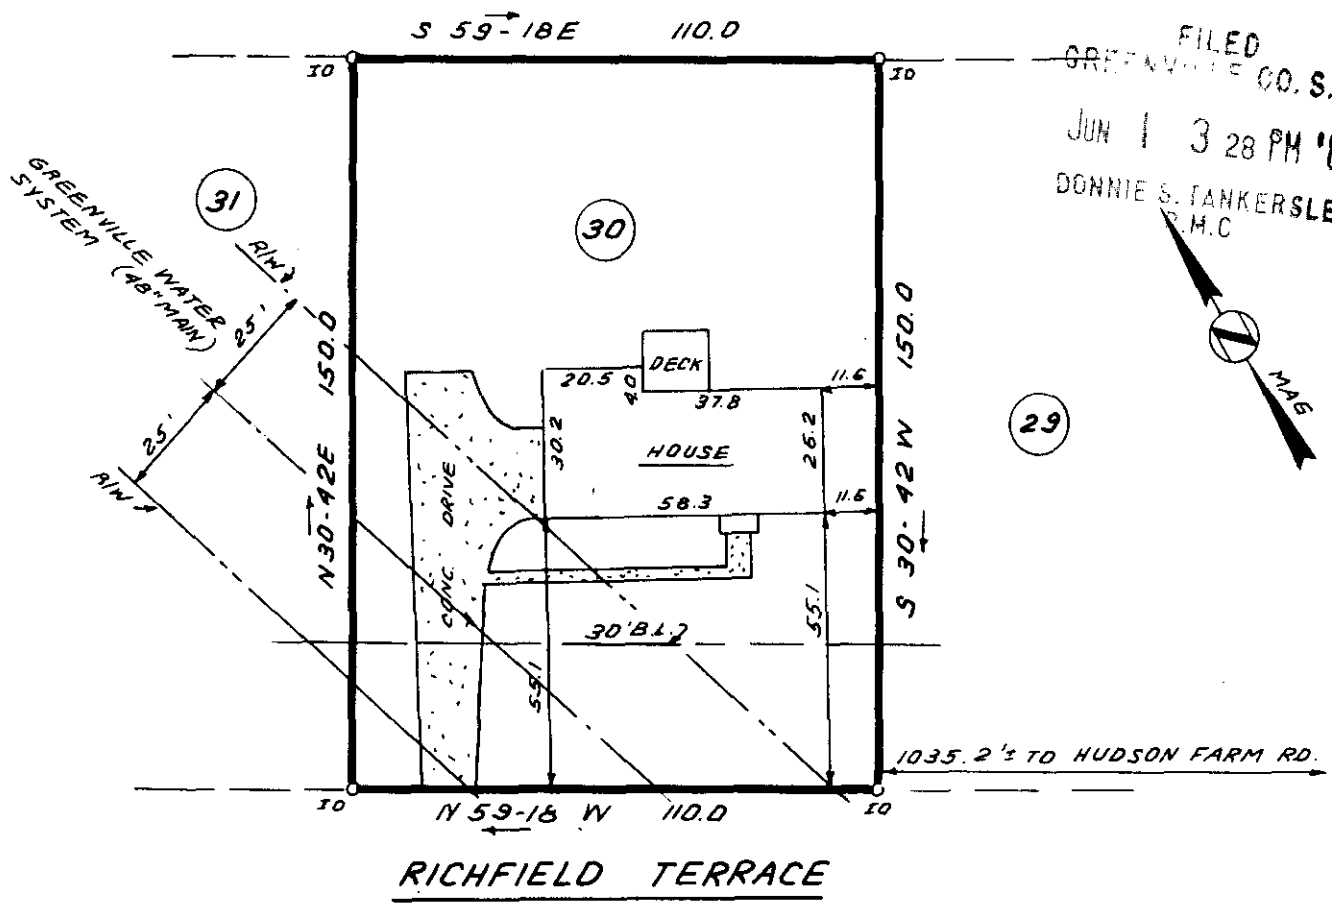 S 59-18E 110.0
FILED
GREENVILLE CO. S.
JUN 1 3 28 PM
DONNIE S. TANKERSLE
R.M.C
IO
IO
GREENVILLE WATER
SYSTEM (48" MAIN)
31
30
R/W
25'
25'
R/W
N30-42E 150.0
S 30-42 W 150.0
MAG
29
DECK
20.5
40
37.8
11.6
30.2
HOUSE
26.2
CONC. DRIVE
58.3
11.6
30' B.L.
55.1
55.1
1035.2'± TO HUDSON FARM RD.
IO
IO
N 59-18 W 110.0
RICHFIELD TERRACE